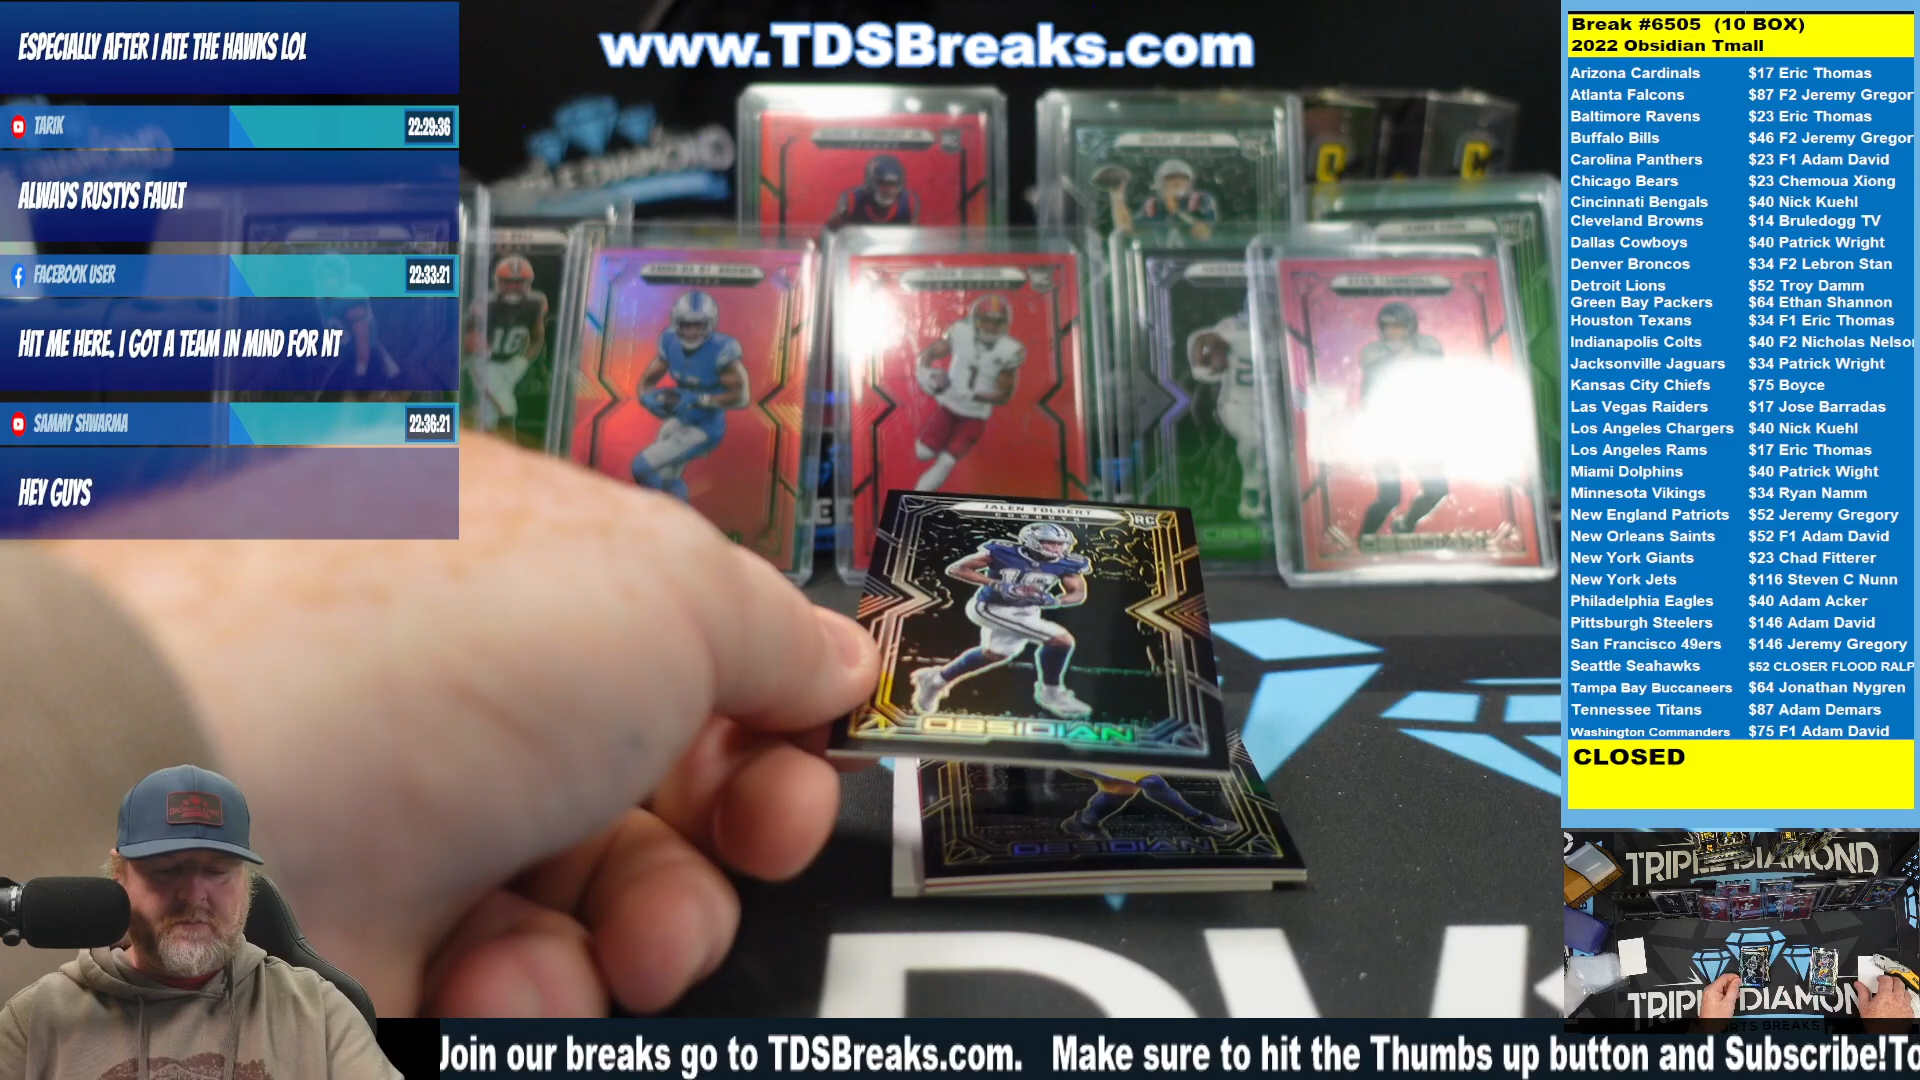 ESPECIALLY AFTER I ATE THE HAWKS LOL
TARIK
22:29:36
ALWAYS RUSTYS FAULT
FACEBOOK USER
22:33:21
HIT ME HERE. I GOT A TEAM IN MIND FOR NT
SAMMY SHWARMA
22:36:21
HEY GUYS
www.TDSBreaks.com
JALEN TOLBERT
COWBOYS
RC
OBSIDIAN
OBSIDIAN
Break #6505 (10 BOX)
2022 Obsidian Tmall
Arizona Cardinals $17 Eric Thomas
Atlanta Falcons $87 F2 Jeremy Gregor
Baltimore Ravens $23 Eric Thomas
Buffalo Bills $46 F2 Jeremy Gregor
Carolina Panthers $23 F1 Adam David
Chicago Bears $23 Chemoua Xiong
Cincinnati Bengals $40 Nick Kuehl
Cleveland Browns $14 Bruledogg TV
Dallas Cowboys $40 Patrick Wright
Denver Broncos $34 F2 Lebron Stan
Detroit Lions $52 Troy Damm
Green Bay Packers $64 Ethan Shannon
Houston Texans $34 F1 Eric Thomas
Indianapolis Colts $40 F2 Nicholas Nelso
Jacksonville Jaguars $34 Patrick Wright
Kansas City Chiefs $75 Boyce
Las Vegas Raiders $17 Jose Barradas
Los Angeles Chargers $40 Nick Kuehl
Los Angeles Rams $17 Eric Thomas
Miami Dolphins $40 Patrick Wight
Minnesota Vikings $34 Ryan Namm
New England Patriots $52 Jeremy Gregory
New Orleans Saints $52 F1 Adam David
New York Giants $23 Chad Fitterer
New York Jets $116 Steven C Nunn
Philadelphia Eagles $40 Adam Acker
Pittsburgh Steelers $146 Adam David
San Francisco 49ers $146 Jeremy Gregory
Seattle Seahawks $52 CLOSER FLOOD RALP
Tampa Bay Buccaneers $64 Jonathan Nygren
Tennessee Titans $87 Adam Demars
Washington Commanders $75 F1 Adam David
CLOSED
TRIPLE DIAMOND
TRIPL DIAMON
RTS BREAKS
Join our breaks go to TDSBreaks.com. Make sure to hit the Thumbs up button and Subscribe!To